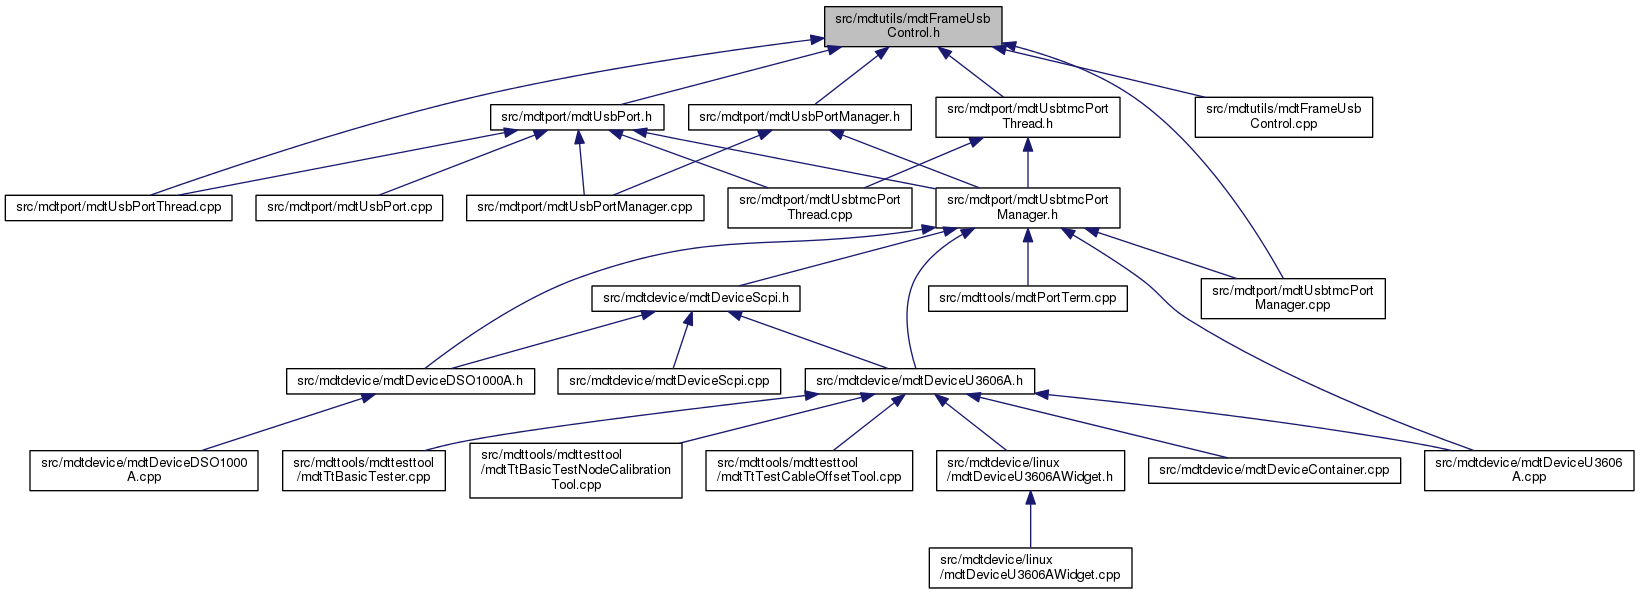 src/mdtutils/mdtFrameUsb
Control.h
src/mdtport/mdtUsbPort.h
src/mdtport/mdtUsbPortManager.h
src/mdtport/mdtUsbtmcPort
Thread.h
src/mdtutils/mdtFrameUsb
Control.cpp
src/mdtport/mdtUsbPortThread.cpp
src/mdtport/mdtUsbPort.cpp
src/mdtport/mdtUsbPortManager.cpp
src/mdtport/mdtUsbtmcPort
Thread.cpp
src/mdtport/mdtUsbtmcPort
Manager.h
src/mdtdevice/mdtDeviceScpi.h
src/mdttools/mdtPortTerm.cpp
src/mdtport/mdtUsbtmcPort
Manager.cpp
src/mdtdevice/mdtDeviceDSO1000A.h
src/mdtdevice/mdtDeviceScpi.cpp
src/mdtdevice/mdtDeviceU3606A.h
src/mdtdevice/mdtDeviceDSO1000
A.cpp
src/mdttools/mdttesttool
/mdtTtBasicTester.cpp
src/mdttools/mdttesttool
/mdtTtBasicTestNodeCalibration
Tool.cpp
src/mdttools/mdttesttool
/mdtTtTestCableOffsetTool.cpp
src/mdtdevice/linux
/mdtDeviceU3606AWidget.h
src/mdtdevice/mdtDeviceContainer.cpp
src/mdtdevice/mdtDeviceU3606
A.cpp
src/mdtdevice/linux
/mdtDeviceU3606AWidget.cpp